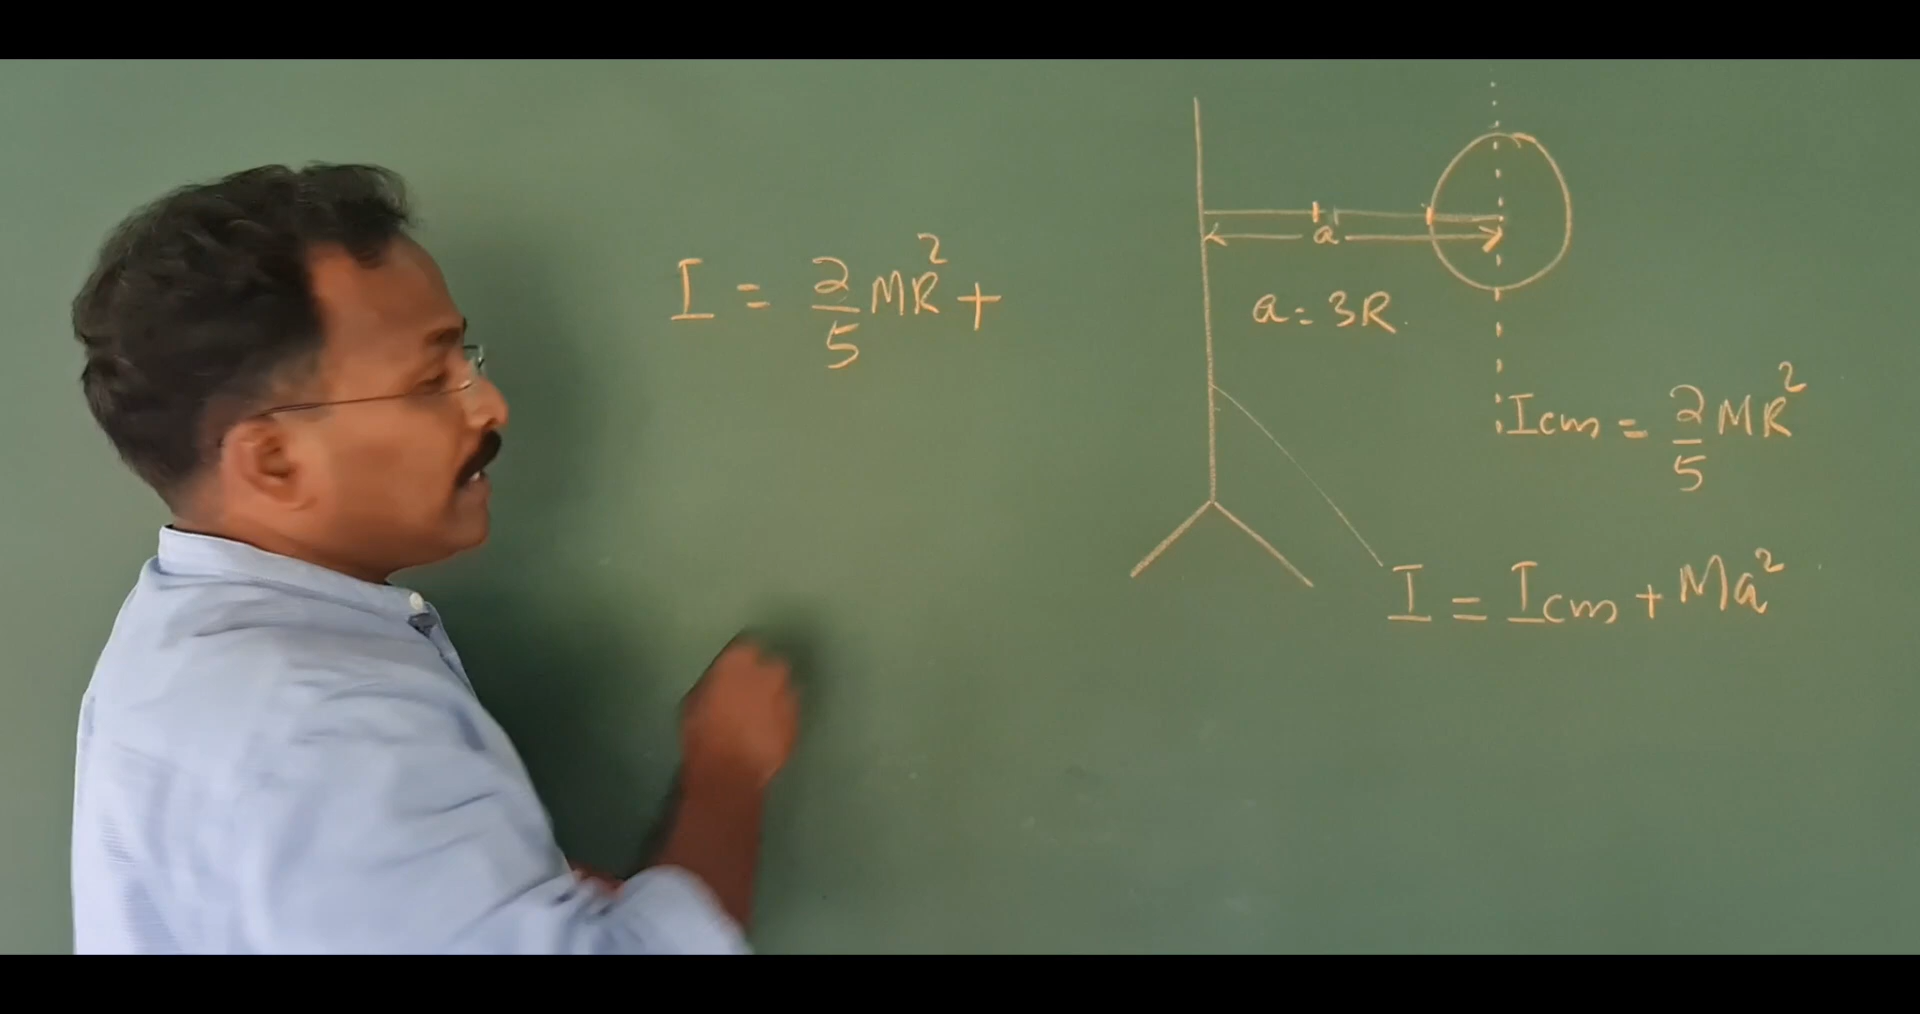 I = 2/5 MR² +
a
a = 3R
Icm = 2/5 MR²
I = Icm + Ma²